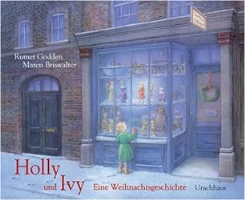 Rumer Godden
Maren Briswalter
Holly
und Ivy
Eine Weihnachtsgeschichte
Urachhaus